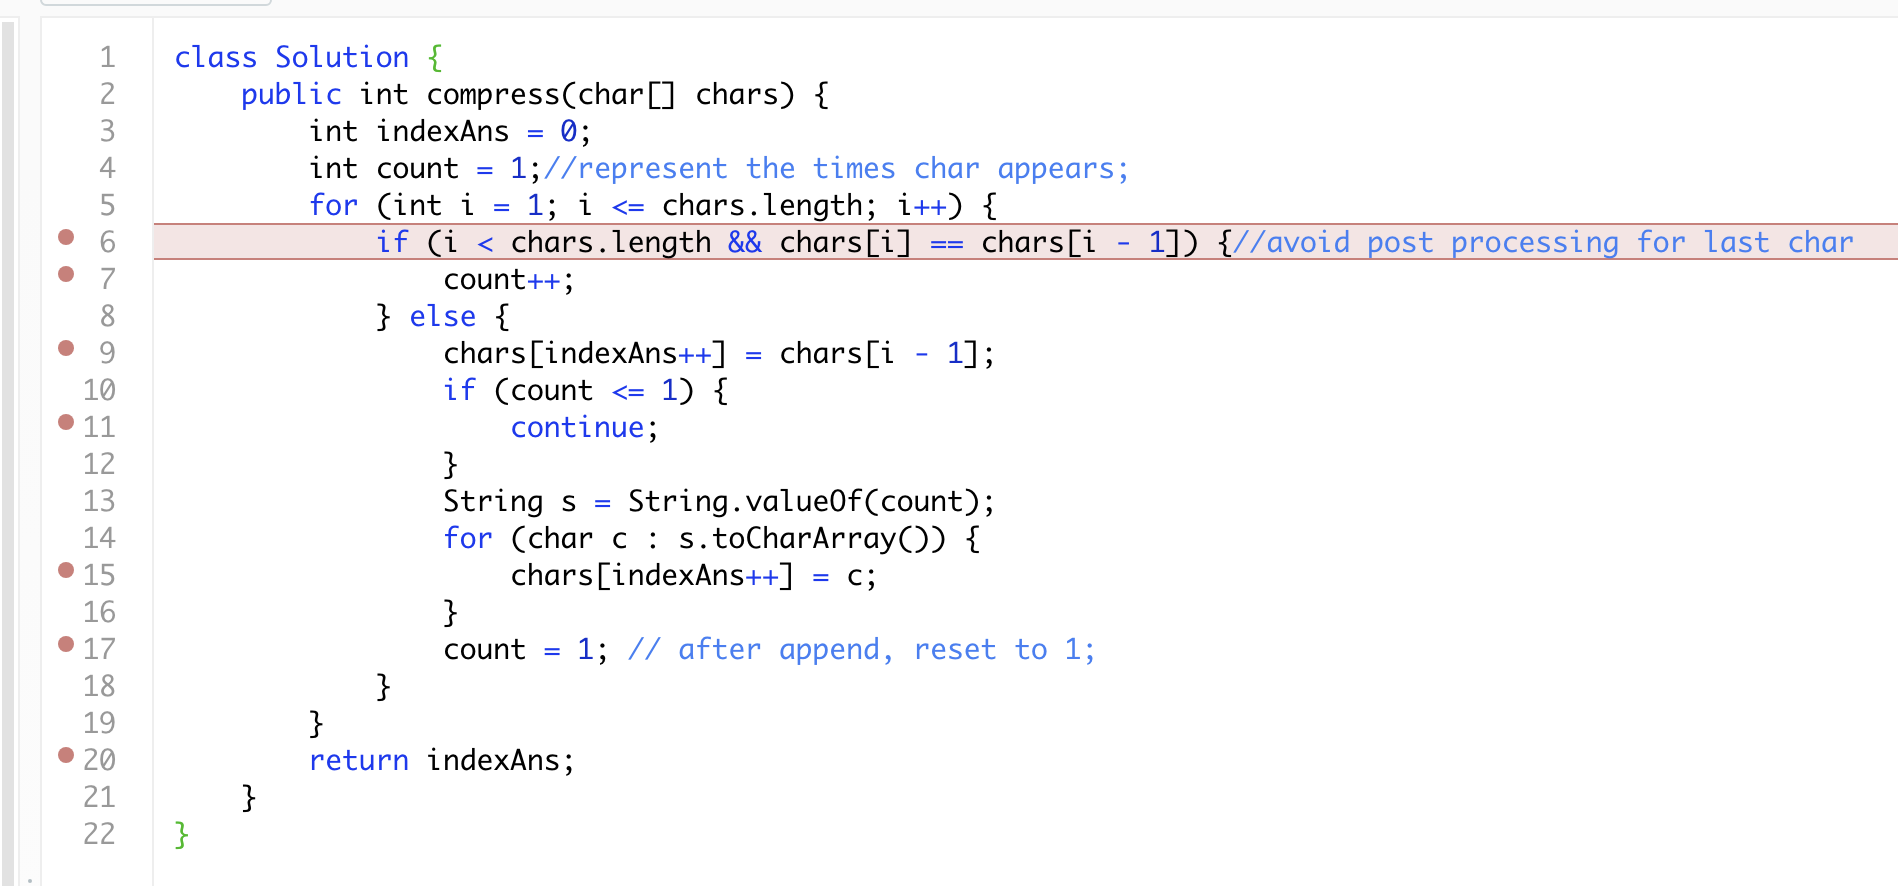 1 class Solution {
2 public int compress(char[] chars) {
3 int indexAns = 0;
4 int count = 1;//represent the times char appears;
5 for (int i = 1; i <= chars.length; i++) {
6 if (i < chars.length && chars[i] == chars[i - 1]) {//avoid post processing for last char
7 count++;
8 } else {
9 chars[indexAns++] = chars[i - 1];
10 if (count <= 1) {
11 continue;
12 }
13 String s = String.valueOf(count);
14 for (char c : s.toCharArray()) {
15 chars[indexAns++] = c;
16 }
17 count = 1; // after append, reset to 1;
18 }
19 }
20 return indexAns;
21 }
22 }